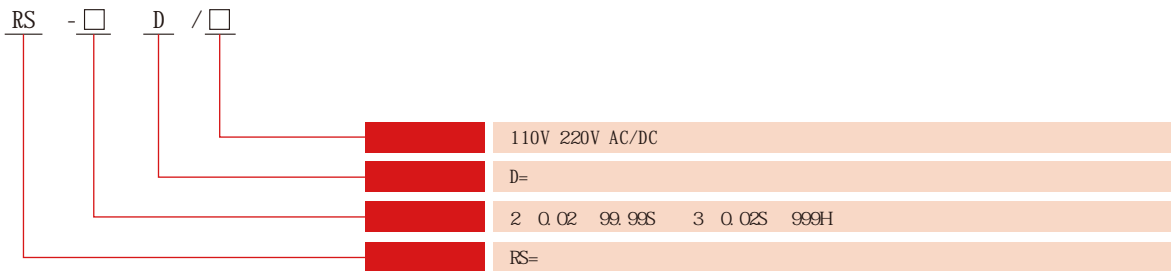 RS -□ D /□
110V 220V AC/DC
D=
2 0.02 99.99S 3 0.02S 999H
RS=